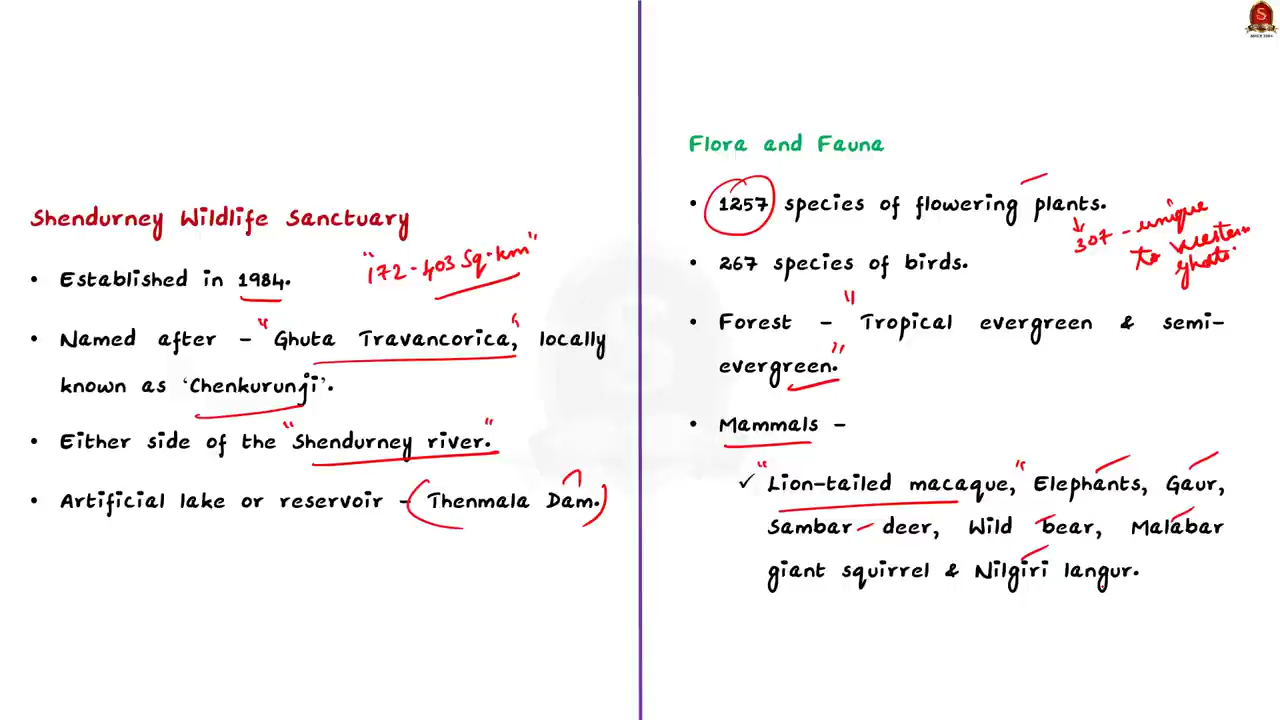 S
SINCE 2004
Shendurney Wildlife Sanctuary
"172.403 Sq.km"
• Established in 1984.
• Named after - "Ghuta Travancorica," locally
known as 'Chenkurunji'.
• Either side of the "Shendurney river."
• Artificial lake or reservoir - (Thenmala Dam.)
Flora and Fauna
• 1257 species of flowering plants.
307 - unique
to Western
ghats.
• 267 species of birds.
• Forest - "Tropical evergreen & semi-
evergreen."
• Mammals -
✓ "Lion-tailed macaque," Elephants, Gaur,
Sambar - deer, Wild bear, Malabar
giant squirrel & Nilgiri langur.